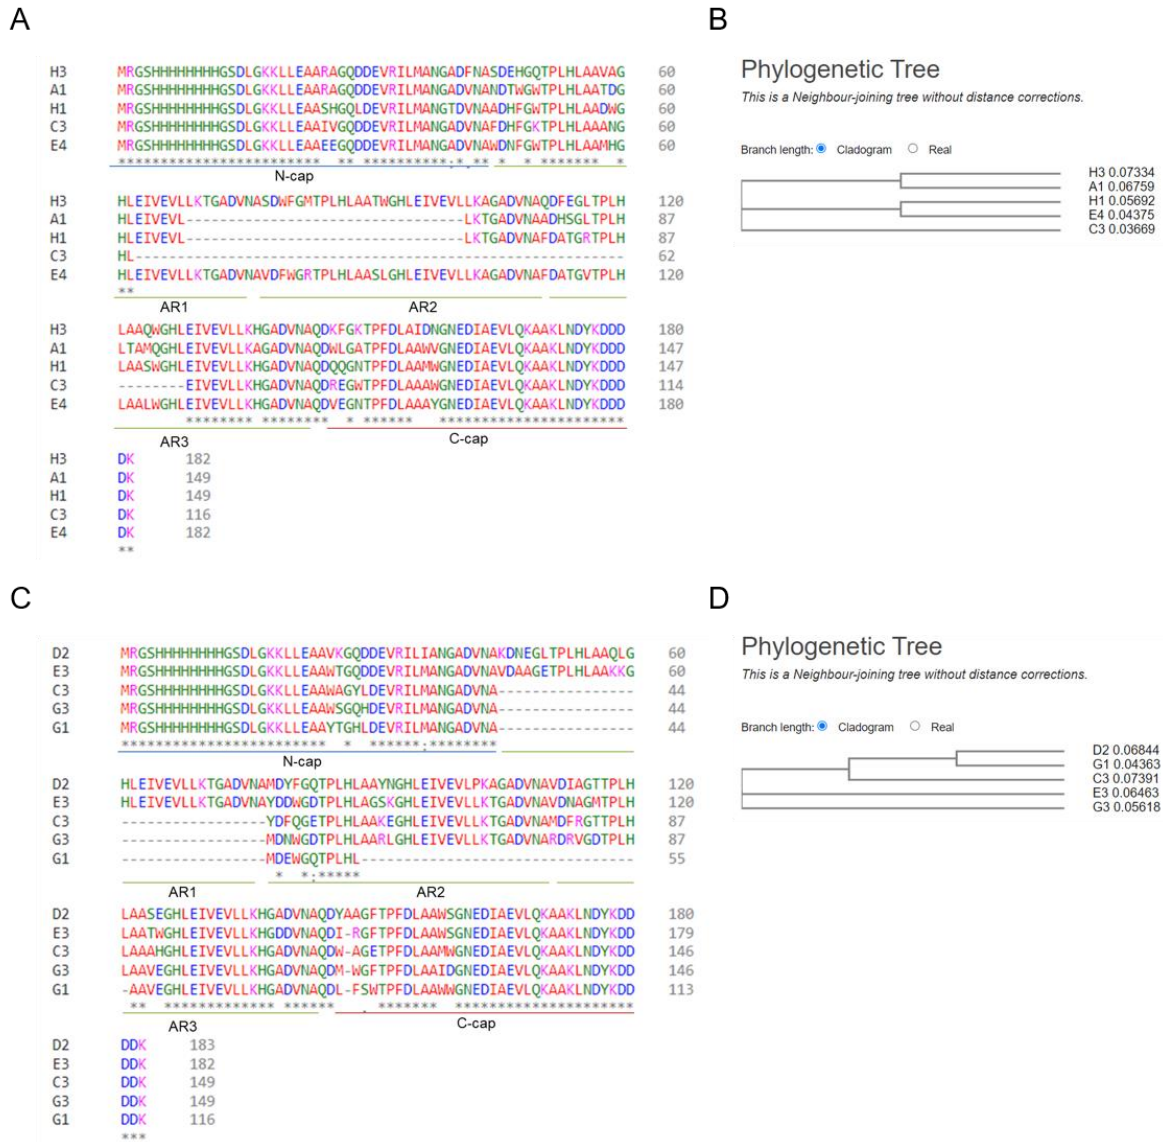 A
B
H3 MRGSHHHHHHHHGSDLGKKLLEAARAGQDDEVRILMANGADFNASDEHGQTPLHLAAVAG 60
A1 MRGSHHHHHHHHGSDLGKKLLEAARAGQDDEVRILMANGADVNANDTWGWTPLHLAATDG 60
H1 MRGSHHHHHHHHGSDLGKKLLEAASHGQLDEVRILMANGTDVNAADHFGWTPLHLAADWG 60
C3 MRGSHHHHHHHHGSDLGKKLLEAAIVGQDDEVRILMANGADVNAFDHFGKTPLHLAAANG 60
E4 MRGSHHHHHHHHGSDLGKKLLEAAEEGQDDEVRILMANGADVNAWDNFGWTPLHLAAMHG 60
************************  ** **********:*.** *  * *******  *
N-cap
H3 HLEIVEVLLKTGADVNASDWFGMTPLHLAATWGHLEIVEVLLKAGADVNAQDFEGLTPLH 120
A1 HLEIVEVL---------------------------------LKTGADVNAADHSGLTPLH 87
H1 HLEIVEVL---------------------------------LKTGADVNAFDATGRTPLH 87
C3 HL---------------------------------------------------------- 62
E4 HLEIVEVLLKTGADVNAVDFWGRTPLHLAASLGHLEIVEVLLKAGADVNAFDATGVTPLH 120
**
AR1 AR2
H3 LAAQWGHLEIVEVLLKHGADVNAQDKFGKTPFDLAIDNGNEDIAEVLQKAAKLNDYKDDD 180
A1 LTAMQGHLEIVEVLLKAGADVNAQDWLGATPFDLAAWVGNEDIAEVLQKAAKLNDYKDDD 147
H1 LAASWGHLEIVEVLLKHGADVNAQDQQGNTPFDLAAMWGNEDIAEVLQKAAKLNDYKDDD 147
C3 --------EIVEVLLKHGADVNAQDREGWTPFDLAAAWGNEDIAEVLQKAAKLNDYKDDD 114
E4 LAALWGHLEIVEVLLKHGADVNAQDVEGNTPFDLAAAYGNEDIAEVLQKAAKLNDYKDDD 180
******** ********  * ******   **********************
AR3 C-cap
H3 DK 182
A1 DK 149
H1 DK 149
C3 DK 116
E4 DK 182
**
Phylogenetic Tree
This is a Neighbour-joining tree without distance corrections.
Branch length: Cladogram Real
H3 0.07334
A1 0.06759
H1 0.05692
E4 0.04375
C3 0.03669
C
D
D2 MRGSHHHHHHHHGSDLGKKLLEAAVKGQDDEVRILIANGADVNAKDNEGLTPLHLAAQLG 60
E3 MRGSHHHHHHHHGSDLGKKLLEAAWTGQDDEVRILMANGADVNAVDAAGETPLHLAAKKG 60
C3 MRGSHHHHHHHHGSDLGKKLLEAAWAGYLDEVRILMANGADVNA---------------- 44
G3 MRGSHHHHHHHHGSDLGKKLLEAAWSGQHDEVRILMANGADVNA---------------- 44
G1 MRGSHHHHHHHHGSDLGKKLLEAAYTGHLDEVRILMANGADVNA---------------- 44
************************  *  ******:********
N-cap
D2 HLEIVEVLLKTGADVNAMDYFGQTPLHLAAYNGHLEIVEVLPKAGADVNAVDIAGTTPLH 120
E3 HLEIVEVLLKTGADVNAYDDWGDTPLHLAGSKGHLEIVEVLLKTGADVNAVDNAGMTPLH 120
C3 -----------------YDFQGETPLHLAAKEGHLEIVEVLLKTGADVNAMDFRGTTPLH 87
G3 -----------------MDNWGDTPLHLAARLGHLEIVEVLLKTGADVNARDRVGDTPLH 87
G1 -----------------MDEWGQTPLHL-------------------------------- 55
*  *:*****
AR1 AR2
D2 LAASEGHLEIVEVLLKHGADVNAQDYAAGFTPFDLAAWSGNEDIAEVLQKAAKLNDYKDD 180
E3 LAATWGHLEIVEVLLKHGDDVNAQDI-RGFTPFDLAAWSGNEDIAEVLQKAAKLNDYKDD 179
C3 LAAAHGHLEIVEVLLKHGADVNAQDW-AGETPFDLAAMWGNEDIAEVLQKAAKLNDYKDD 146
G3 LAAVEGHLEIVEVLLKHGADVNAQDM-WGFTPFDLAAIDGNEDIAEVLQKAAKLNDYKDD 146
G1 -AAVEGHLEIVEVLLKHGADVNAQDL-FSWTPFDLAAWWGNEDIAEVLQKAAKLNDYKDD 113
**  ************* ******   . *******  *********************
AR3 C-cap
D2 DDK 183
E3 DDK 182
C3 DDK 149
G3 DDK 149
G1 DDK 116
***
Phylogenetic Tree
This is a Neighbour-joining tree without distance corrections.
Branch length: Cladogram Real
D2 0.06844
G1 0.04363
C3 0.07391
E3 0.06463
G3 0.05618